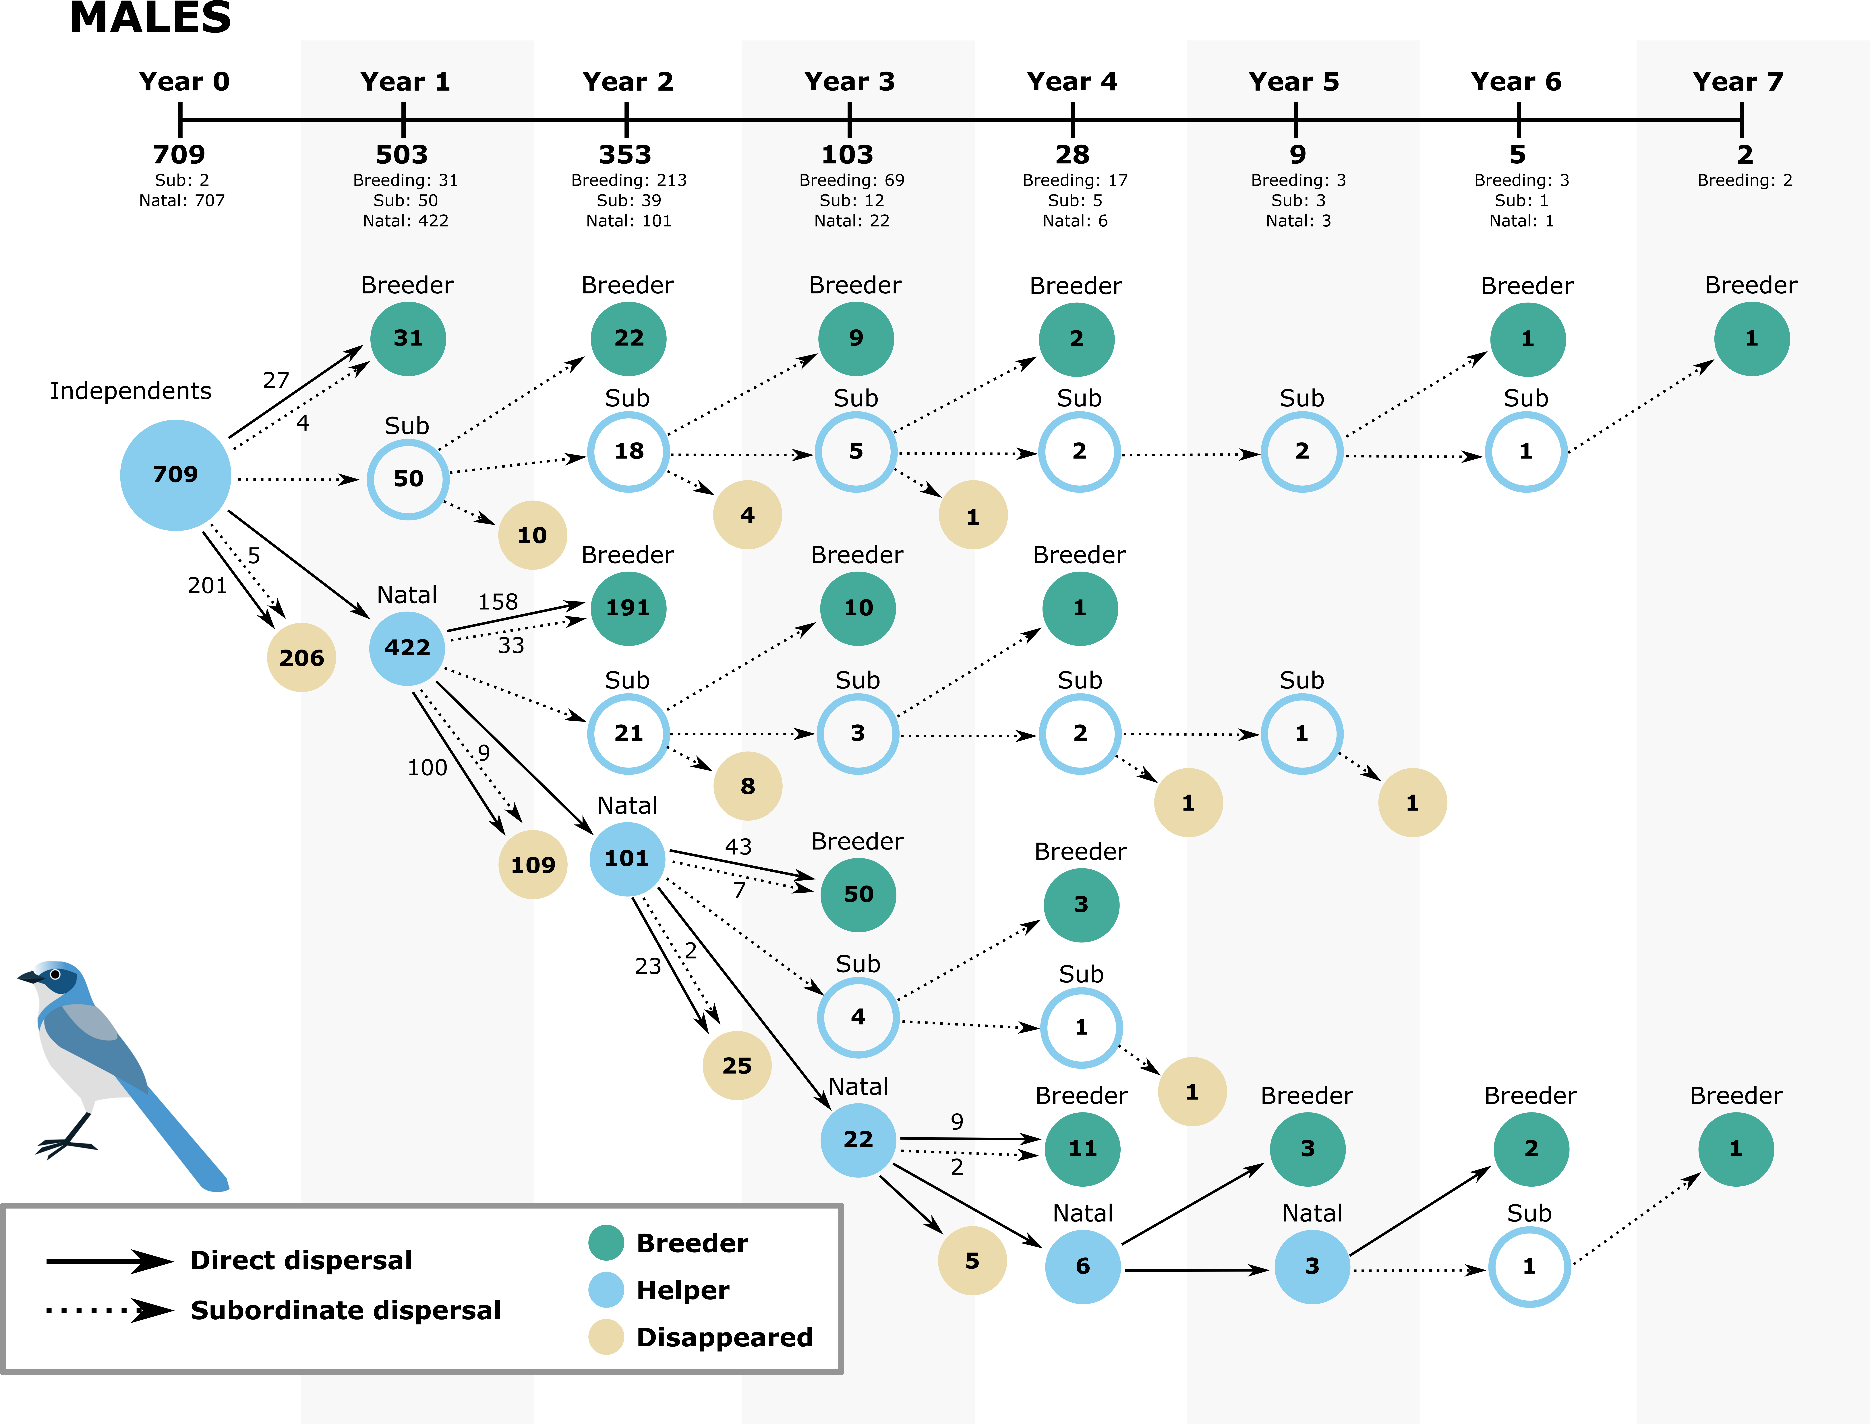 MALES
Year 0 Year 1 Year 2 Year 3 Year 4 Year 5 Year 6 Year 7
709 503 353 103 28 9 5 2
Sub: 2 Breeding: 31 Breeding: 213 Breeding: 69 Breeding: 17 Breeding: 3 Breeding: 3 Breeding: 2
Natal: 707 Sub: 50 Sub: 39 Sub: 12 Sub: 5 Sub: 3 Sub: 1
Natal: 422 Natal: 101 Natal: 22 Natal: 6 Natal: 3 Natal: 1
Breeder Breeder Breeder Breeder Breeder Breeder
31 22 9 2 1 1
27
Independents
4
Sub Sub Sub Sub Sub
Sub
18 5 2 2 1
709
50
4 1
10
5
201
Breeder Breeder Breeder
Natal
158
191 10 1
33
422
206
Sub Sub Sub Sub
21 3 2 1
9
100
8
1 1
Natal
Breeder
43
Breeder
101
109
7
50
3
2
23
Sub
Sub
4
1
25
Natal
1
Breeder Breeder Breeder Breeder
9
22
11 3 2 1
2
Natal Natal Sub
5
6 3 1
Direct dispersal
Subordinate dispersal
Breeder
Helper
Disappeared